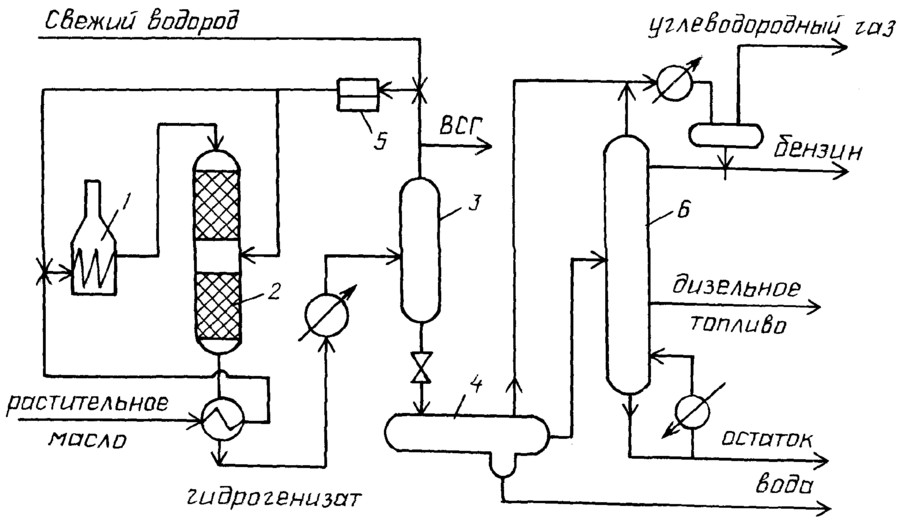 Свежий водород
углеводородный газ
5
ВСГ
бензин
1
3
6
2
дизельное
топливо
4
растительное
масло
остаток
гидрогенизат
вода